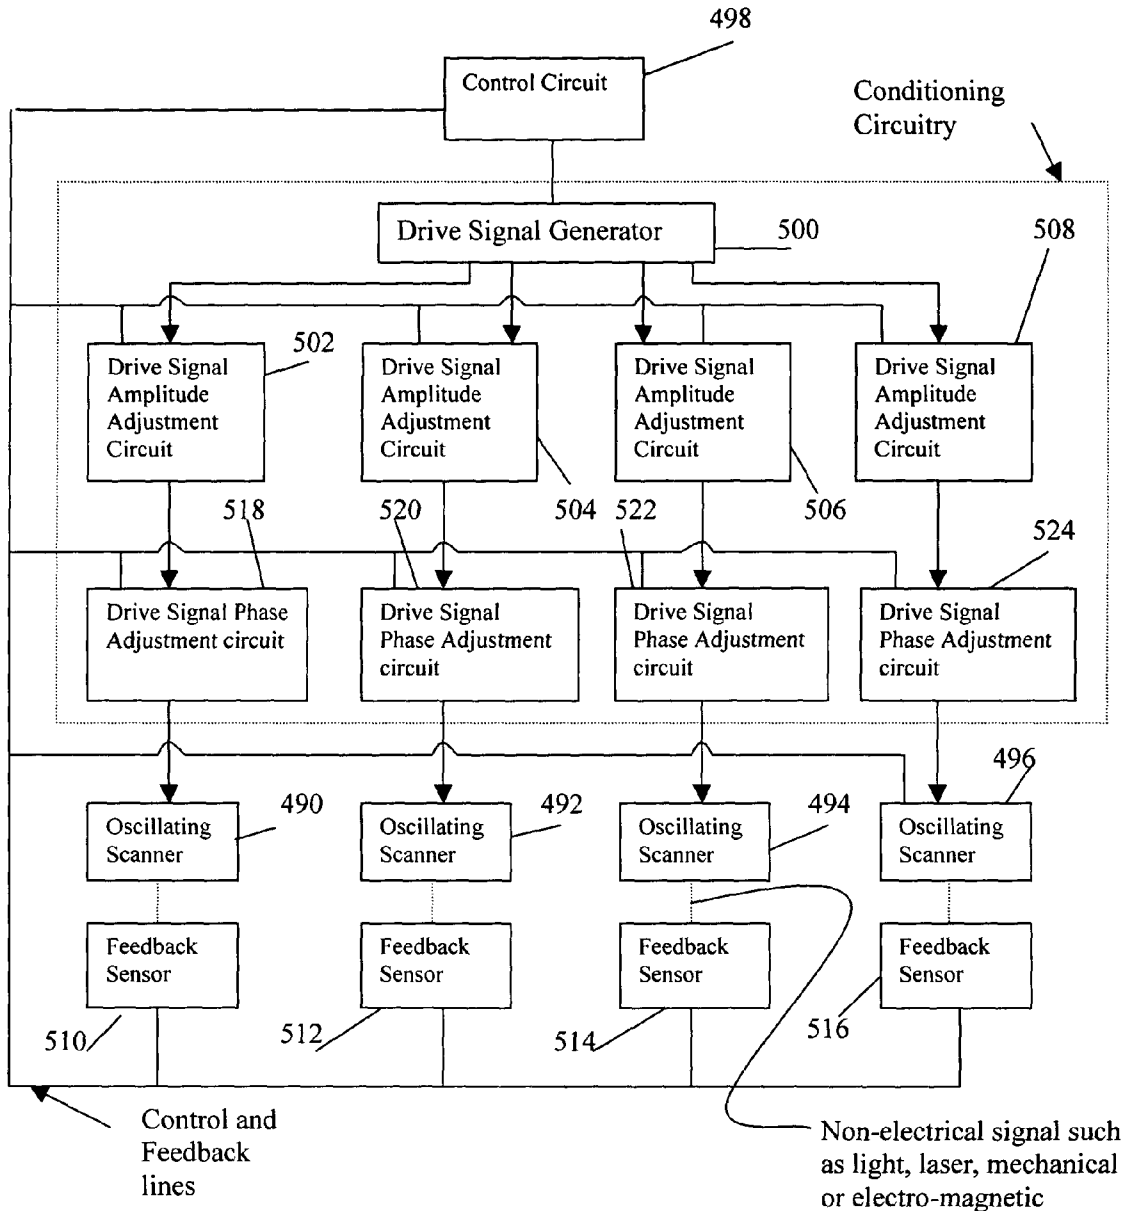 498
Control Circuit
Conditioning
Circuitry
Drive Signal Generator
500
508
502
Drive Signal
Amplitude
Adjustment
Circuit
Drive Signal
Amplitude
Adjustment
Circuit
504
Drive Signal
Amplitude
Adjustment
Circuit
506
Drive Signal
Amplitude
Adjustment
Circuit
518
520
522
524
Drive Signal Phase
Adjustment circuit
Drive Signal
Phase Adjustment
circuit
Drive Signal
Phase Adjustment
circuit
Drive Signal
Phase Adjustment
circuit
490
492
494
496
Oscillating
Scanner
Oscillating
Scanner
Oscillating
Scanner
Oscillating
Scanner
Feedback
Sensor
Feedback
Sensor
Feedback
Sensor
Feedback
Sensor
510
512
514
516
Control and
Feedback
lines
Non-electrical signal such
as light, laser, mechanical
or electro-magnetic